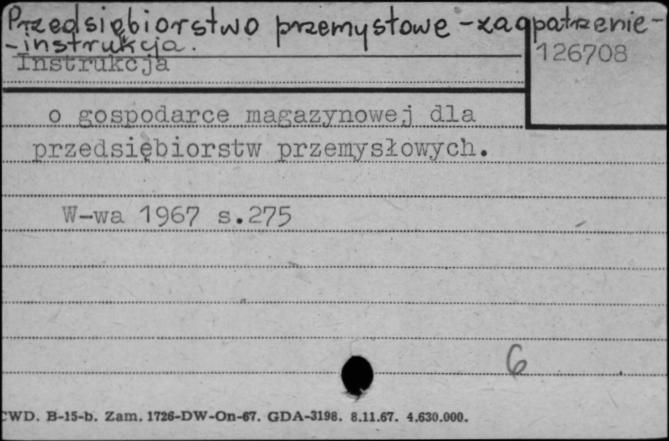 Przedsiębiorstwo przemysłowe - zaopatrzenie -
- instrukcja.
126708
Instrukcja
o gospodarce magazynowej dla
przedsiębiorstw przemysłowych.
W-wa 1967 s.275
6
CWD. B-15-b. Zam. 1726-DW-On-67. GDA-3198. 8.11.67. 4.630.000.